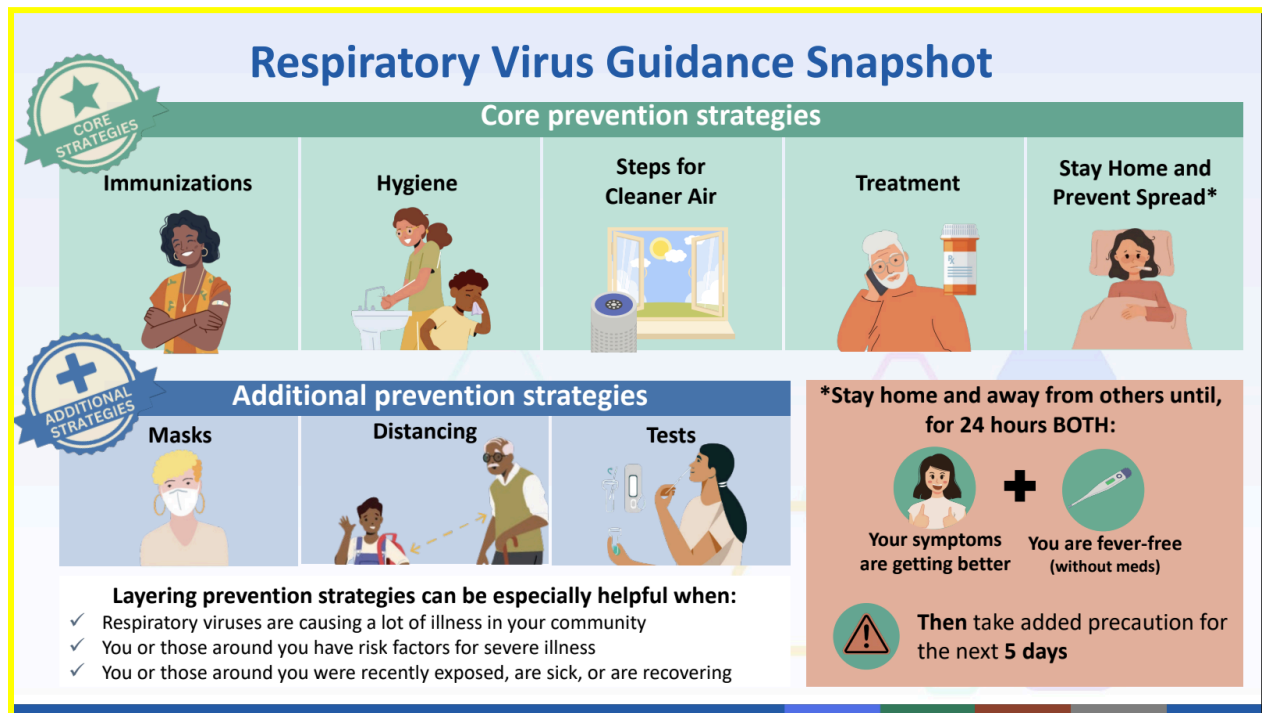 Respiratory Virus Guidance Snapshot
CORE
STRATEGIES
Core prevention strategies
Immunizations
Hygiene
Steps for
Cleaner Air
Treatment
Stay Home and
Prevent Spread*
Rx
ADDITIONAL
STRATEGIES
Additional prevention strategies
Masks
Distancing
Tests
Layering prevention strategies can be especially helpful when:
✓ Respiratory viruses are causing a lot of illness in your community
✓ You or those around you have risk factors for severe illness
✓ You or those around you were recently exposed, are sick, or are recovering
*Stay home and away from others until,
for 24 hours BOTH:
Your symptoms
are getting better
You are fever-free
(without meds)
Then take added precaution for
the next 5 days